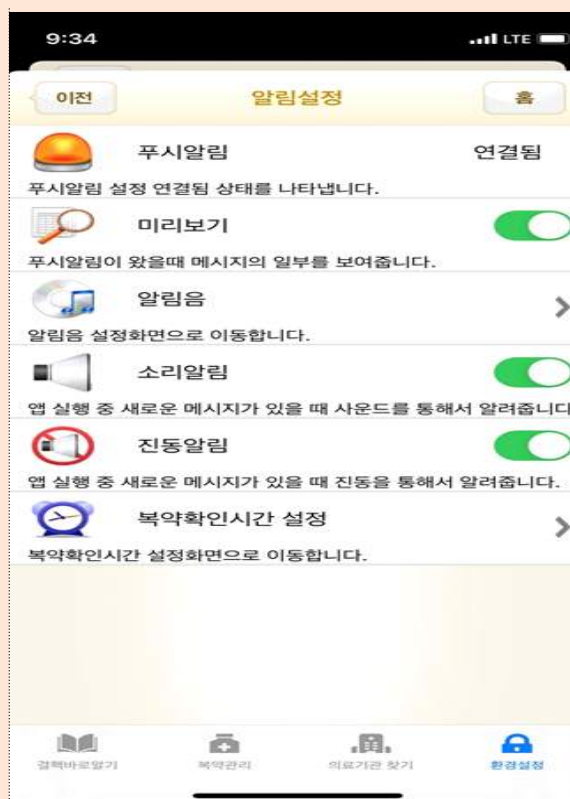 9:34
LTE
이전
알림설정
홈
푸시알림
연결됨
푸시알림 설정 연결됨 상태를 나타냅니다.
미리보기
푸시알림이 왔을때 메시지의 일부를 보여줍니다.
알림음
알림음 설정화면으로 이동합니다.
소리알림
앱 실행 중 새로운 메시지가 있을 때 사운드를 통해서 알려줍니다
진동알림
앱 실행 중 새로운 메시지가 있을 때 진동을 통해서 알려줍니다.
복약확인시간 설정
복약확인시간 설정화면으로 이동합니다.
결핵바로알기
복약관리
의료기관 찾기
환경설정